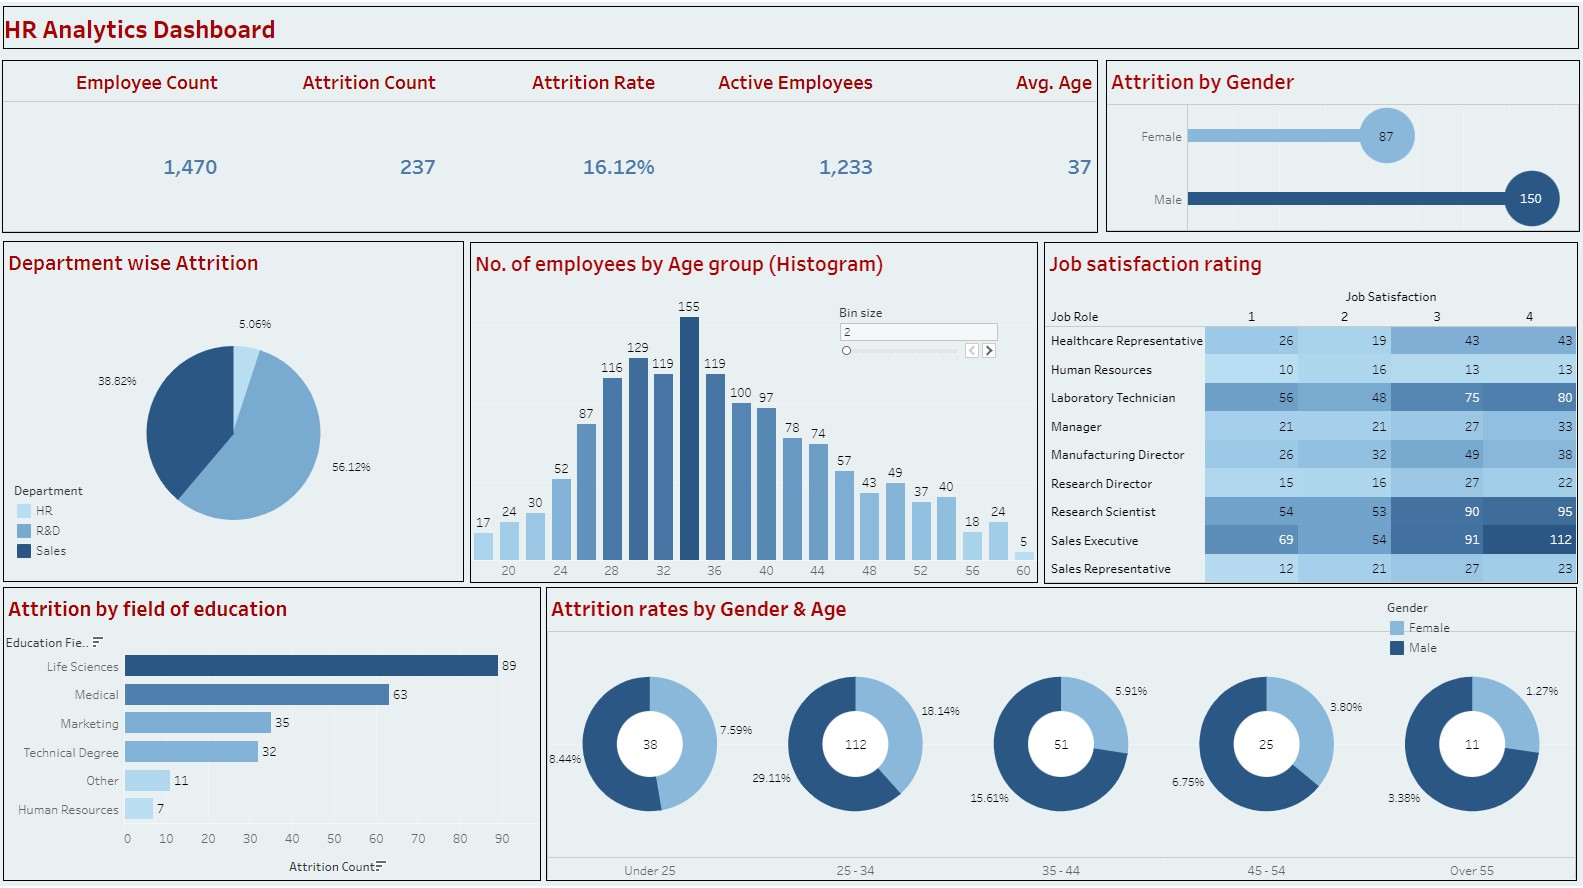 HR Analytics Dashboard
Employee Count Attrition Count Attrition Rate Active Employees Avg. Age
1,470 237 16.12% 1,233 37
Attrition by Gender
Female 87
Male 150
Department wise Attrition
5.06%
38.82%
56.12%
Department
HR
R&D
Sales
No. of employees by Age group (Histogram)
Bin size
2
17 24 30 52 87 116 129 119 155 119 100 97 78 74 57 43 49 37 40 18 24 5
20 24 28 32 36 40 44 48 52 56 60
Job satisfaction rating
Job Satisfaction
Job Role 1 2 3 4
Healthcare Representative 26 19 43 43
Human Resources 10 16 13 13
Laboratory Technician 56 48 75 80
Manager 21 21 27 33
Manufacturing Director 26 32 49 38
Research Director 15 16 27 22
Research Scientist 54 53 90 95
Sales Executive 69 54 91 112
Sales Representative 12 21 27 23
Attrition by field of education
Education Fie..
Life Sciences 89
Medical 63
Marketing 35
Technical Degree 32
Other 11
Human Resources 7
0 10 20 30 40 50 60 70 80 90
Attrition Count
Attrition rates by Gender & Age
Gender
Female
Male
7.59% 38 8.44%
18.14% 112 29.11%
5.91% 51 15.61%
3.80% 25 6.75%
1.27% 11 3.38%
Under 25 25 - 34 35 - 44 45 - 54 Over 55